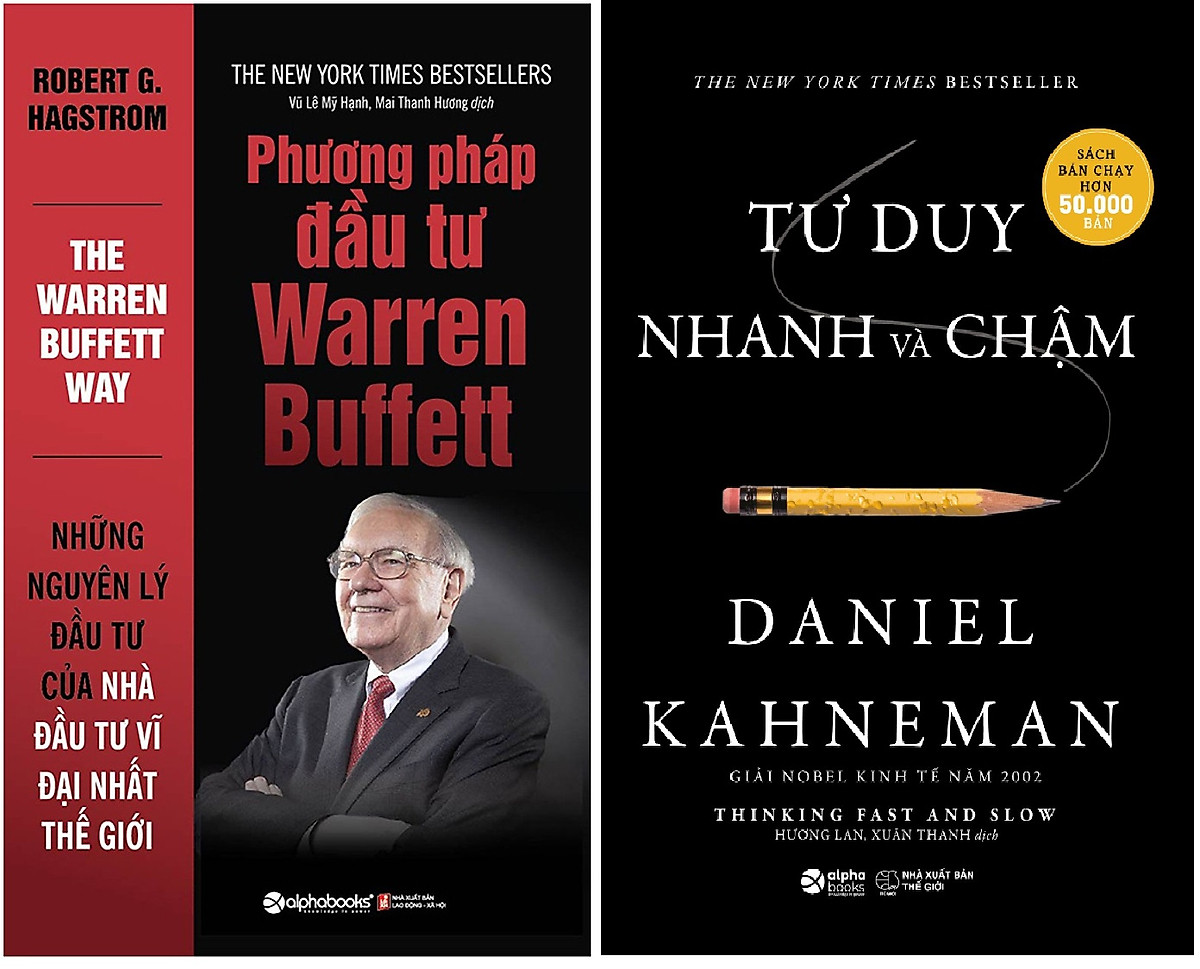 ROBERT G.
HAGSTROM
THE
WARREN
BUFFETT
WAY
NHỮNG
NGUYÊN LÝ
ĐẦU TƯ
CỦA NHÀ
ĐẦU TƯ VĨ
ĐẠI NHẤT
THẾ GIỚI
THE NEW YORK TIMES BESTSELLERS
Vũ Lê Mỹ Hạnh, Mai Thanh Hương dịch
Phương pháp
đầu tư
Warren
Buffett
alphabooks
knowledge is power
NHÀ XUẤT BẢN
LAO ĐỘNG - XÃ HỘI
THE NEW YORK TIMES BESTSELLER
SÁCH
BÁN CHẠY
HƠN
50.000
BẢN
TƯ DUY
NHANH VÀ CHẬM
DANIEL
KAHNEMAN
GIẢI NOBEL KINH TẾ NĂM 2002
THINKING FAST AND SLOW
HƯƠNG LAN, XUÂN THANH dịch
alpha
books
NHÀ XUẤT BẢN
THẾ GIỚI